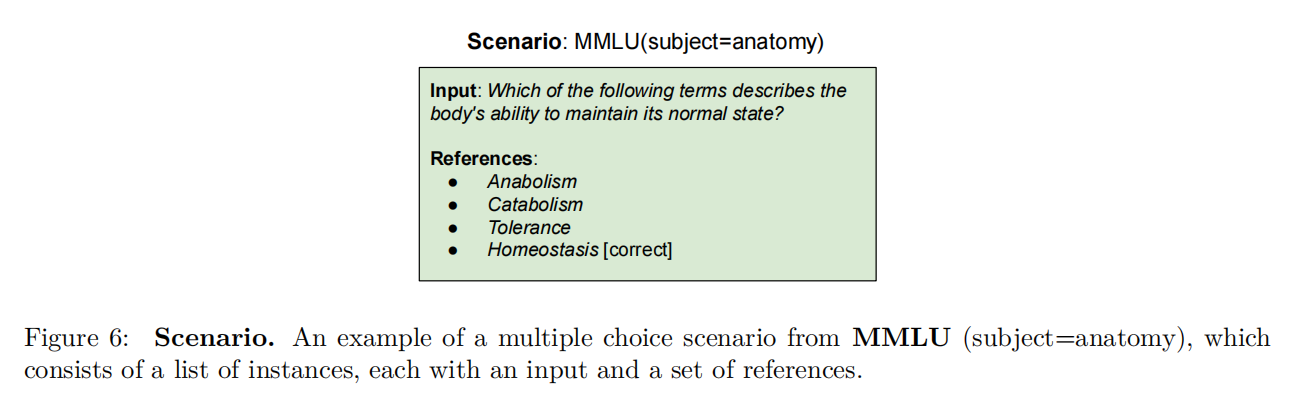 Scenario: MMLU(subject=anatomy)
Input: Which of the following terms describes the
body's ability to maintain its normal state?
References:
● Anabolism
● Catabolism
● Tolerance
● Homeostasis [correct]
Figure 6: Scenario. An example of a multiple choice scenario from MMLU (subject=anatomy), which
consists of a list of instances, each with an input and a set of references.